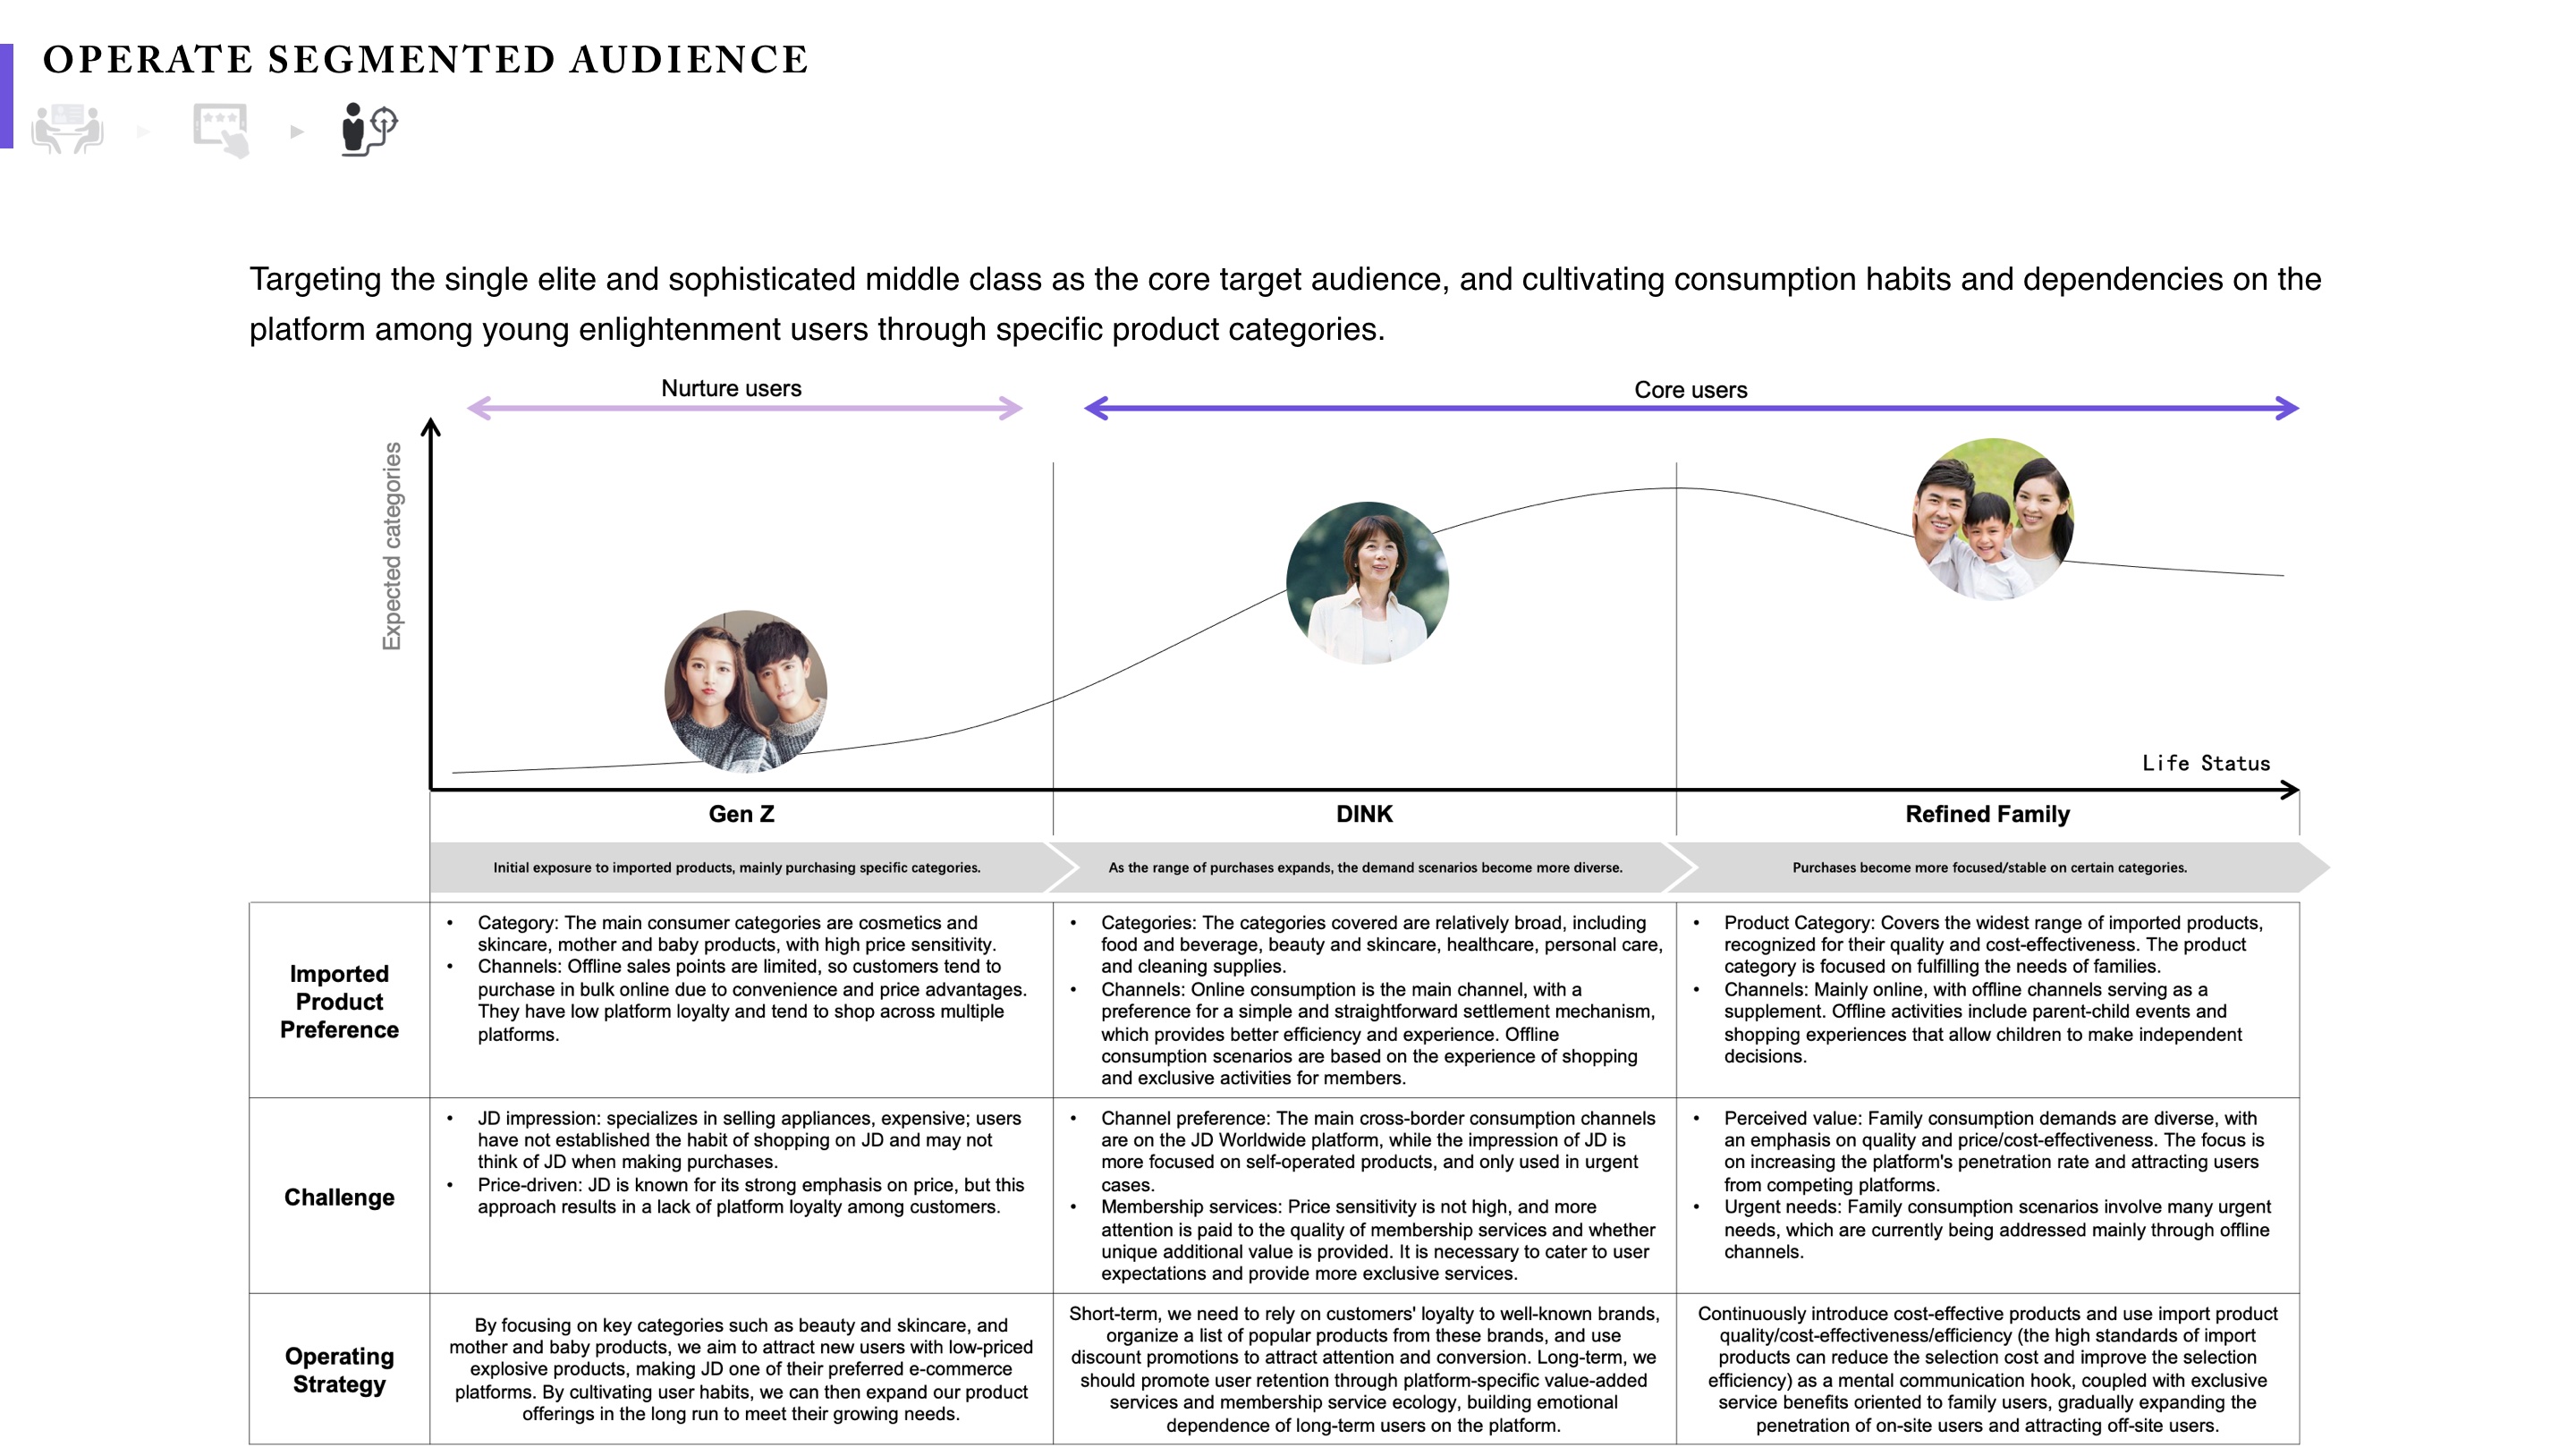 OPERATE SEGMENTED AUDIENCE
Targeting the single elite and sophisticated middle class as the core target audience, and cultivating consumption habits and dependencies on the
platform among young enlightenment users through specific product categories.
Nurture users
Core users
Expected categories
Life Status
Gen Z
DINK
Refined Family
Initial exposure to imported products, mainly purchasing specific categories.
As the range of purchases expands, the demand scenarios become more diverse.
Purchases become more focused/stable on certain categories.
Imported
Product
Preference
• Category: The main consumer categories are cosmetics and
skincare, mother and baby products, with high price sensitivity.
• Channels: Offline sales points are limited, so customers tend to
purchase in bulk online due to convenience and price advantages.
They have low platform loyalty and tend to shop across multiple
platforms.
• Categories: The categories covered are relatively broad, including
food and beverage, beauty and skincare, healthcare, personal care,
and cleaning supplies.
• Channels: Online consumption is the main channel, with a
preference for a simple and straightforward settlement mechanism,
which provides better efficiency and experience. Offline
consumption scenarios are based on the experience of shopping
and exclusive activities for members.
• Product Category: Covers the widest range of imported products,
recognized for their quality and cost-effectiveness. The product
category is focused on fulfilling the needs of families.
• Channels: Mainly online, with offline channels serving as a
supplement. Offline activities include parent-child events and
shopping experiences that allow children to make independent
decisions.
Challenge
• JD impression: specializes in selling appliances, expensive; users
have not established the habit of shopping on JD and may not
think of JD when making purchases.
• Price-driven: JD is known for its strong emphasis on price, but this
approach results in a lack of platform loyalty among customers.
• Channel preference: The main cross-border consumption channels
are on the JD Worldwide platform, while the impression of JD is
more focused on self-operated products, and only used in urgent
cases.
• Membership services: Price sensitivity is not high, and more
attention is paid to the quality of membership services and whether
unique additional value is provided. It is necessary to cater to user
expectations and provide more exclusive services.
• Perceived value: Family consumption demands are diverse, with
an emphasis on quality and price/cost-effectiveness. The focus is
on increasing the platform's penetration rate and attracting users
from competing platforms.
• Urgent needs: Family consumption scenarios involve many urgent
needs, which are currently being addressed mainly through offline
channels.
Operating
Strategy
By focusing on key categories such as beauty and skincare, and
mother and baby products, we aim to attract new users with low-priced
explosive products, making JD one of their preferred e-commerce
platforms. By cultivating user habits, we can then expand our product
offerings in the long run to meet their growing needs.
Short-term, we need to rely on customers' loyalty to well-known brands,
organize a list of popular products from these brands, and use
discount promotions to attract attention and conversion. Long-term, we
should promote user retention through platform-specific value-added
services and membership service ecology, building emotional
dependence of long-term users on the platform.
Continuously introduce cost-effective products and use import product
quality/cost-effectiveness/efficiency (the high standards of import
products can reduce the selection cost and improve the selection
efficiency) as a mental communication hook, coupled with exclusive
service benefits oriented to family users, gradually expanding the
penetration of on-site users and attracting off-site users.